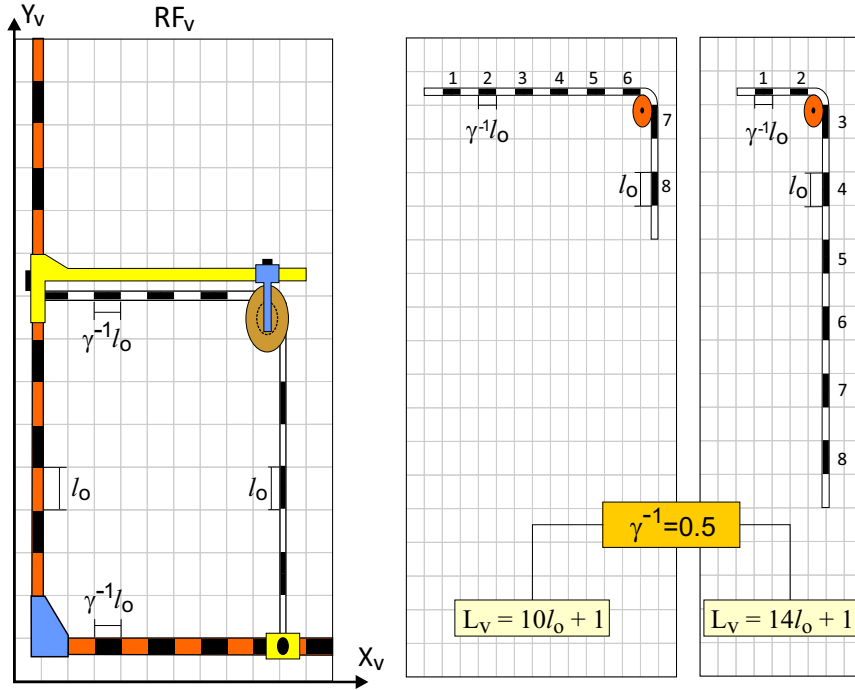 Yᵥ
RFᵥ
γ⁻¹lₒ
lₒ
lₒ
γ⁻¹lₒ
Xᵥ
1 2 3 4 5 6
7
γ⁻¹lₒ
lₒ 8
1 2
3
γ⁻¹lₒ
lₒ 4
5
6
7
8
γ⁻¹=0.5
Lᵥ = 10lₒ + 1
Lᵥ = 14lₒ + 1